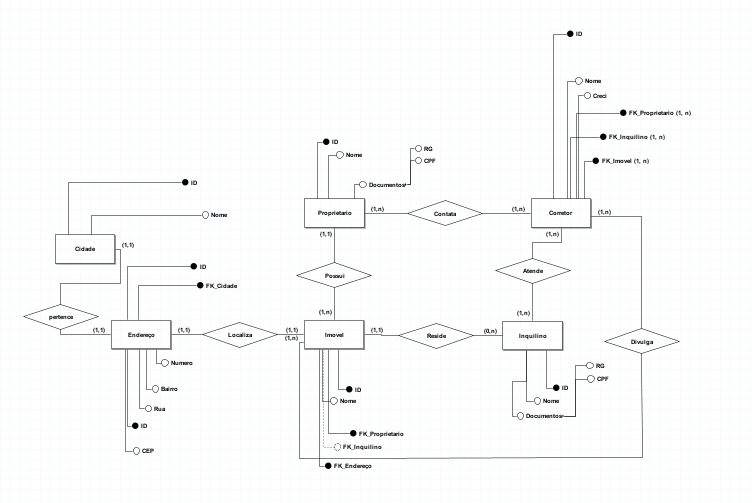 ID
Nome
Creci
FK_Proprietario (1, n)
FK_Inquilino (1, n)
FK_Imovel (1, n)
ID
Nome
RG
CPF
Documentos
ID
Nome
Proprietario
(1,n)
Contata
(1,n)
Corretor
(1,n)
(1,1)
(1,n)
Cidade
(1,1)
ID
FK_Cidade
Possui
Atende
pertence
(1,n)
(1,n)
(1,1)
Endereço
(1,1)
Localiza
(1,1)
(1,n)
Imovel
(1,1)
Reside
(0,n)
Inquilino
Divulga
Numero
Bairro
Rua
ID
CEP
ID
Nome
FK_Proprietario
FK_Inquilino
FK_Endereço
RG
CPF
ID
Nome
Documentos